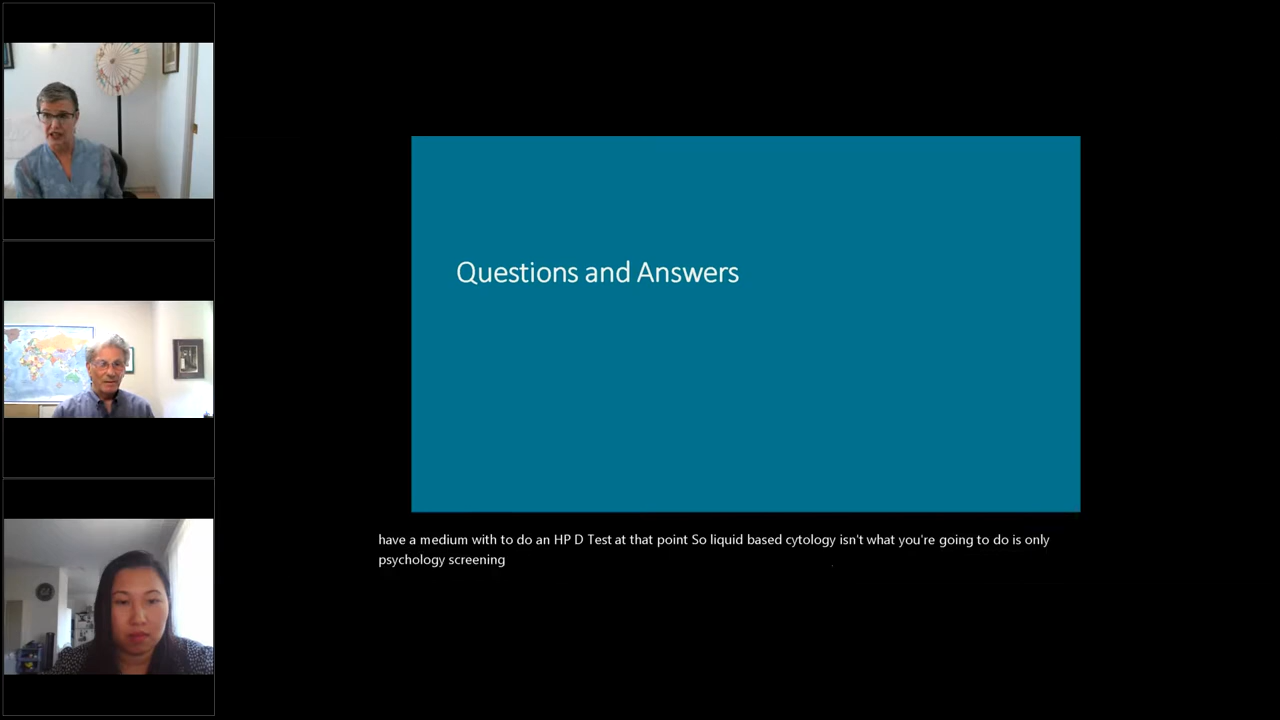 Questions and Answers
have a medium with to do an HP D Test at that point So liquid based cytology isn't what you're going to do is only
psychology screening